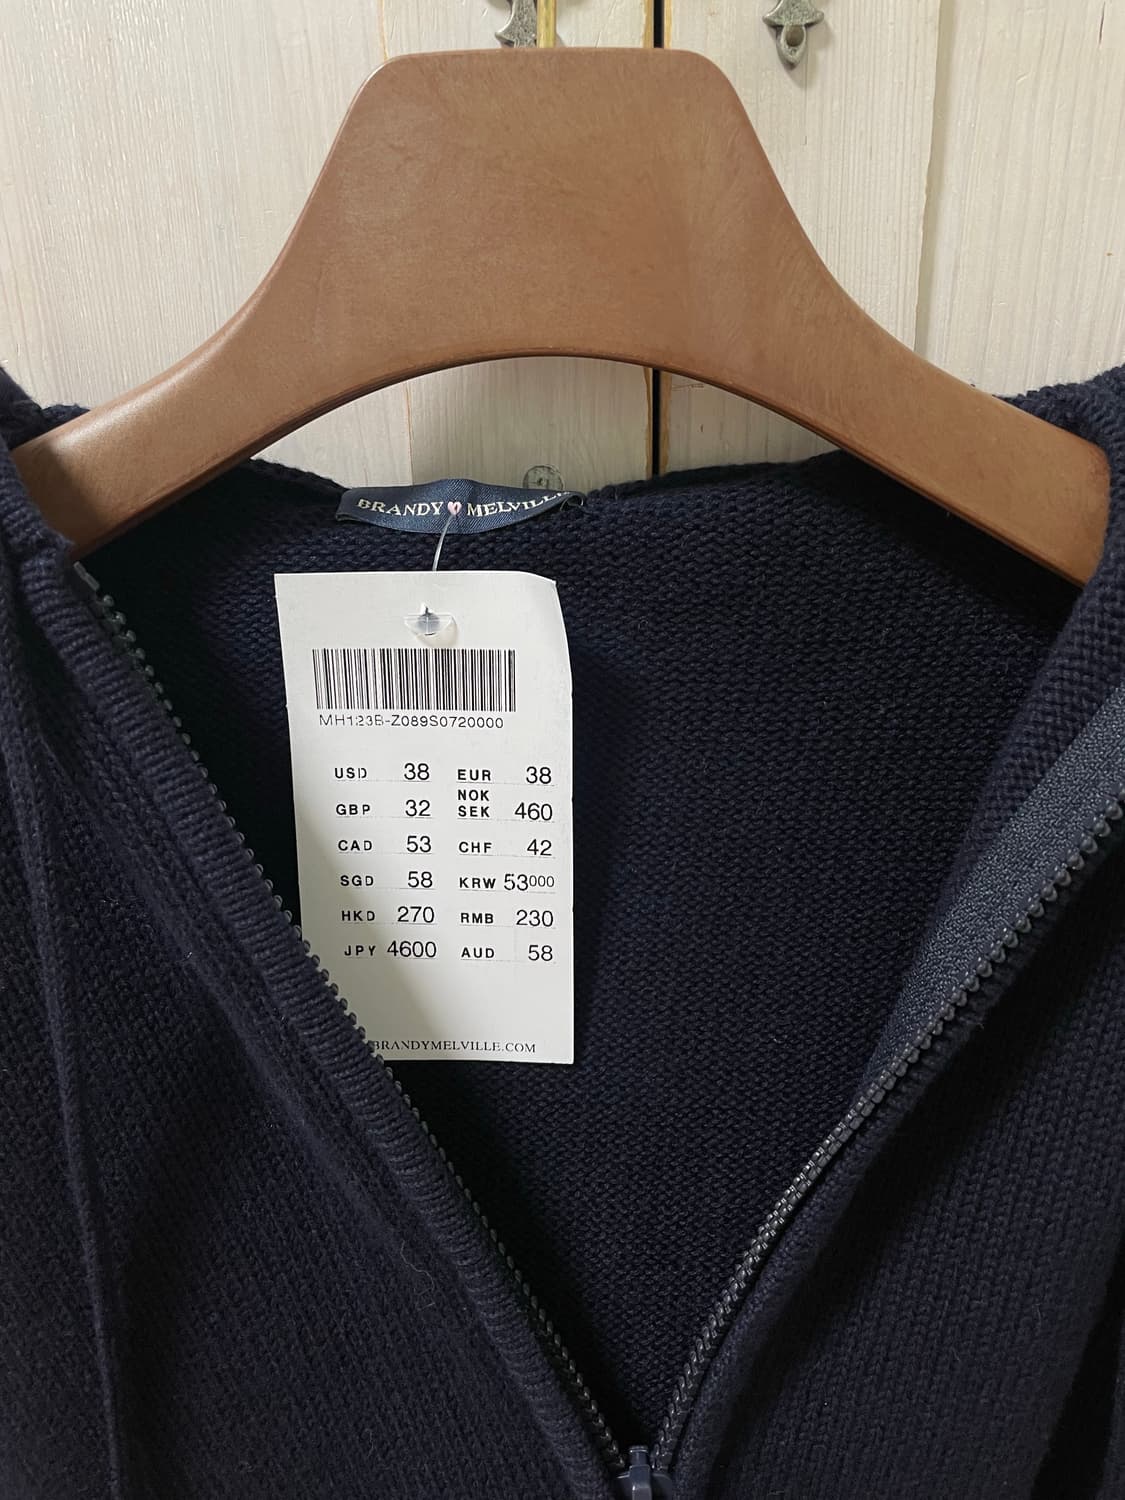 BRANDY MELVILLE
MH123B-Z089S0720000
USD 38 EUR 38
GBP 32 NOK SEK 460
CAD 53 CHF 42
SGD 58 KRW 53000
HKD 270 RMB 230
JPY 4600 AUD 58
BRANDYMELVILLE.COM